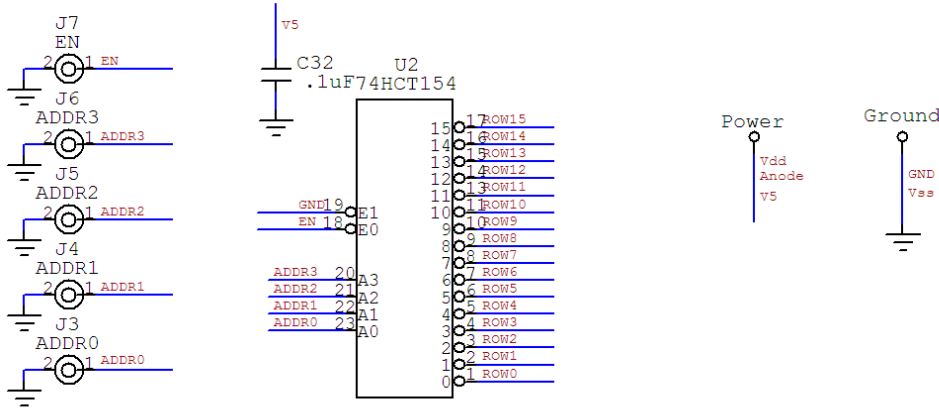 J7
EN
2 1 EN
J6
ADDR3
2 1 ADDR3
J5
ADDR2
2 1 ADDR2
J4
ADDR1
2 1 ADDR1
J3
ADDR0
2 1 ADDR0
V5
C32
.1uF
U2
74HCT154
15 17 ROW15
14 16 ROW14
13 15 ROW13
12 14 ROW12
11 13 ROW11
GND 19 E1 10 11 ROW10
EN 18 E0 9 10 ROW9
8 9 ROW8
7 8 ROW7
ADDR3 20 A3 6 7 ROW6
ADDR2 21 A2 5 6 ROW5
ADDR1 22 A1 4 5 ROW4
ADDR0 23 A0 3 4 ROW3
2 3 ROW2
1 2 ROW1
0 1 ROW0
Power
Vdd
Anode
V5
Ground
GND
Vss